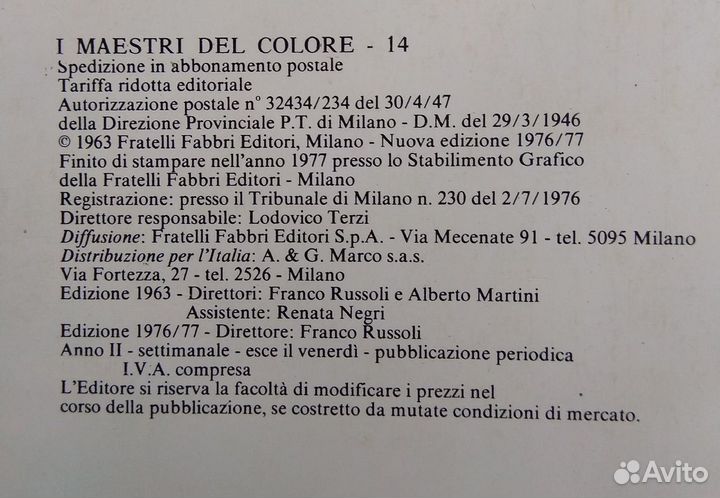 I MAESTRI DEL COLORE - 14
Spedizione in abbonamento postale
Tariffa ridotta editoriale
Autorizzazione postale n° 32434/234 del 30/4/47
della Direzione Provinciale P.T. di Milano - D.M. del 29/3/1946
© 1963 Fratelli Fabbri Editori, Milano - Nuova edizione 1976/77
Finito di stampare nell'anno 1977 presso lo Stabilimento Grafico
della Fratelli Fabbri Editori - Milano
Registrazione: presso il Tribunale di Milano n. 230 del 2/7/1976
Direttore responsabile: Lodovico Terzi
Diffusione: Fratelli Fabbri Editori S.p.A. - Via Mecenate 91 - tel. 5095 Milano
Distribuzione per l'Italia: A. & G. Marco s.a.s.
Via Fortezza, 27 - tel. 2526 - Milano
Edizione 1963 - Direttori: Franco Russoli e Alberto Martini
Assistente: Renata Negri
Edizione 1976/77 - Direttore: Franco Russoli
Anno II - settimanale - esce il venerdì - pubblicazione periodica
I.V.A. compresa
L'Editore si riserva la facoltà di modificare i prezzi nel
corso della pubblicazione, se costretto da mutate condizioni di mercato.
Avito